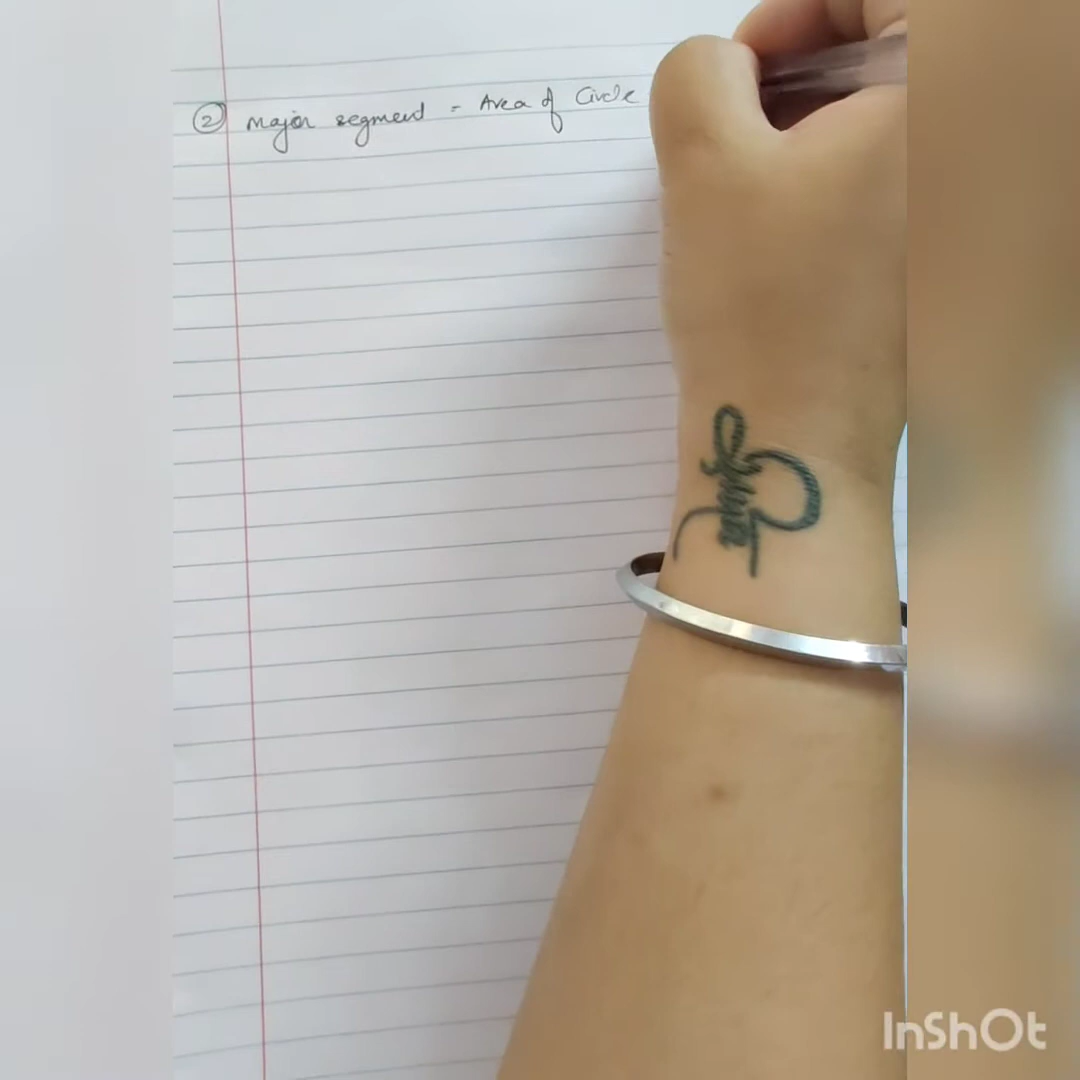 ② major segment = Area of Circle
InShOt